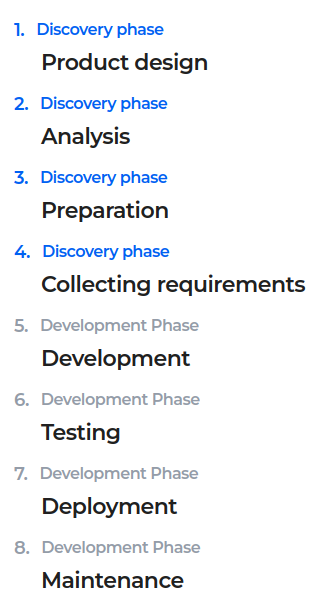 1. Discovery phase
Product design
2. Discovery phase
Analysis
3. Discovery phase
Preparation
4. Discovery phase
Collecting requirements
5. Development Phase
Development
6. Development Phase
Testing
7. Development Phase
Deployment
8. Development Phase
Maintenance